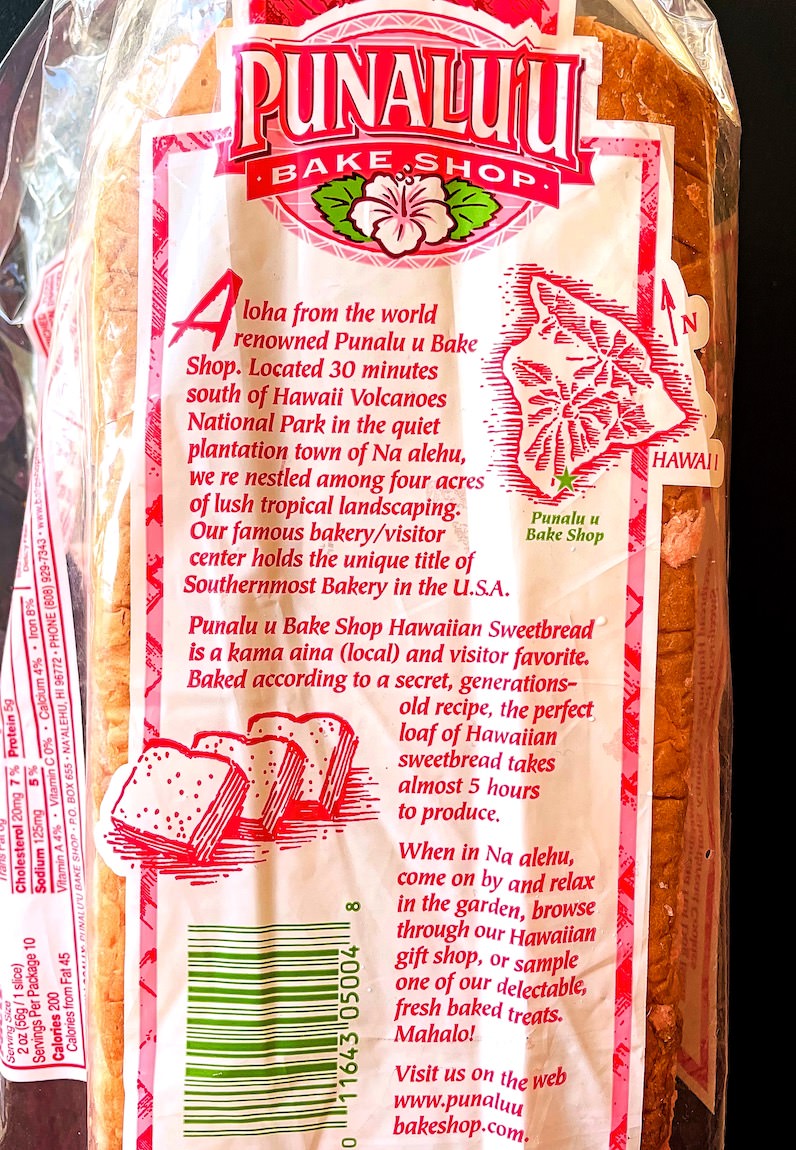 PUNALU'U
BAKE SHOP
Aloha from the world
renowned Punalu u Bake
Shop. Located 30 minutes
south of Hawaii Volcanoes
National Park in the quiet
plantation town of Na alehu,
we re nestled among four acres
of lush tropical landscaping.
Our famous bakery/visitor
center holds the unique title of
Southernmost Bakery in the U.S.A.
N
HAWAII
Punalu u
Bake Shop
Punalu u Bake Shop Hawaiian Sweetbread
is a kama aina (local) and visitor favorite.
Baked according to a secret, generations-
old recipe, the perfect
loaf of Hawaiian
sweetbread takes
almost 5 hours
to produce.
When in Na alehu,
come on by and relax
in the garden, browse
through our Hawaiian
gift shop, or sample
one of our delectable,
fresh baked treats.
Mahalo!
Visit us on the web
www.punaluu
bakeshop.com.
0 11643 05004 8
Serving Size
2 oz (56g/1 slice)
Servings Per Package 10
Calories 200
Calories from Fat 45
Cholesterol 20mg 7% Protein 5g
Sodium 125mg 5%
Vitamin A 4% • Vitamin C 0% • Calcium 4% • Iron 8%
PUNALU'U BAKE SHOP • P.O. BOX 655 • NA'ALEHU, HI 96772 • PHONE (808) 929-7343